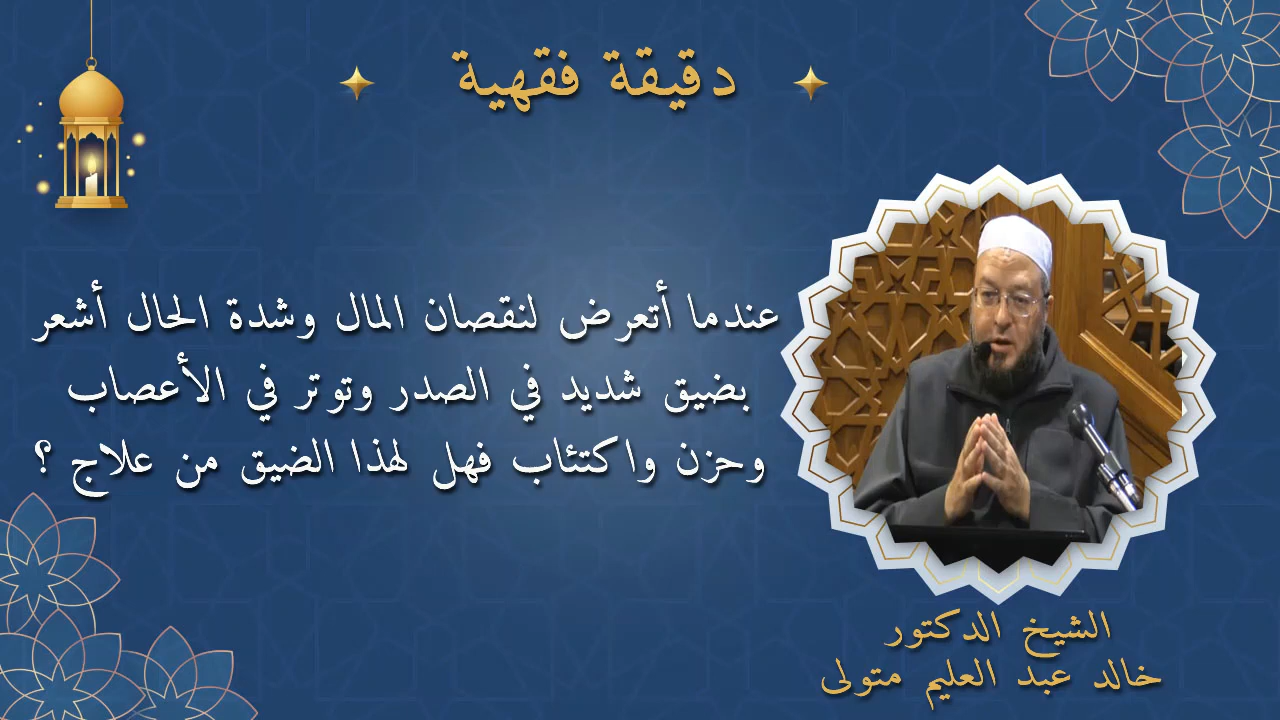 دقيقة فقهية
عندما أتعرض لنقصان المال وشدة الحال أشعر
بضيق شديد في الصدر وتوتر في الأعصاب
وحزن واكتئاب فهل لهذا الضيق من علاج ؟
الشيخ الدكتور
خالد عبد العليم متولى